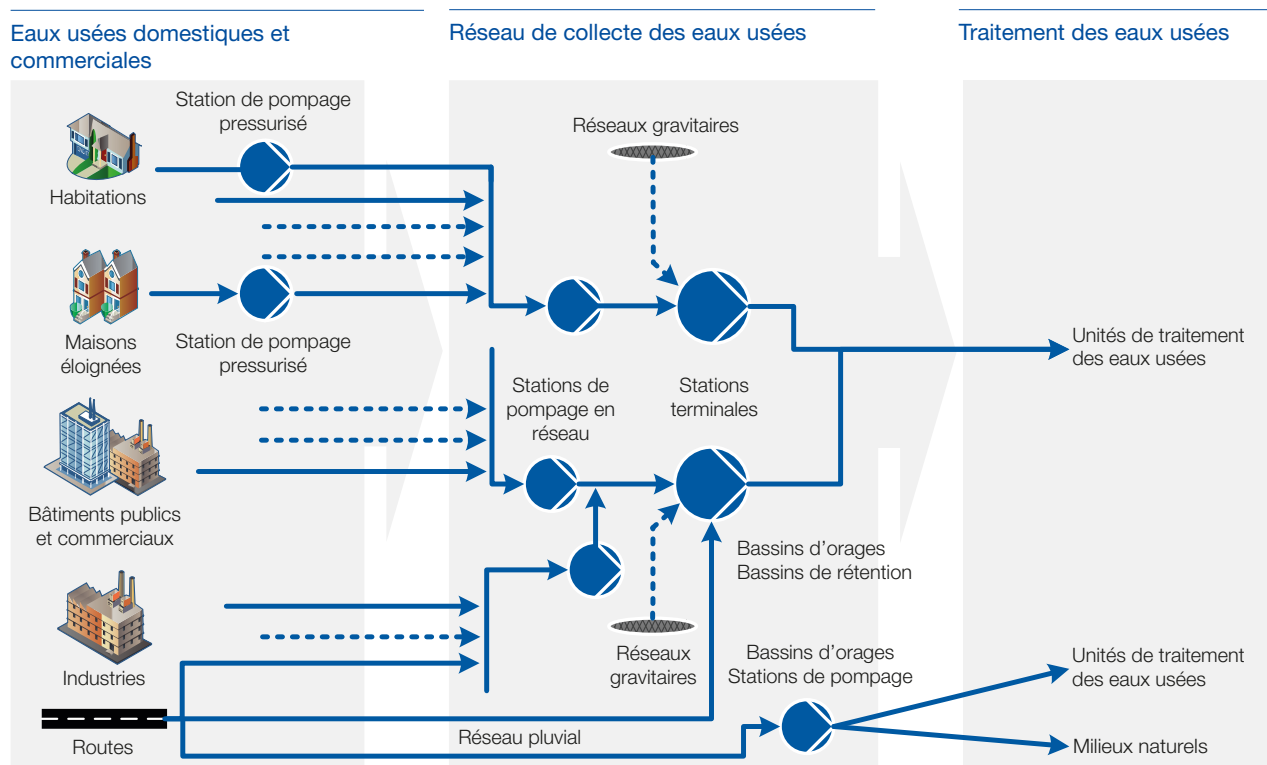 Eaux usées domestiques et
commerciales
Réseau de collecte des eaux usées
Traitement des eaux usées
Station de pompage
pressurisé
Habitations
Maisons
éloignées
Station de pompage
pressurisé
Bâtiments publics
et commerciaux
Industries
Routes
Réseaux gravitaires
Stations de
pompage en
réseau
Stations
terminales
Bassins d'orages
Bassins de rétention
Réseaux
gravitaires
Bassins d'orages
Stations de pompage
Réseau pluvial
Unités de traitement
des eaux usées
Unités de traitement
des eaux usées
Milieux naturels